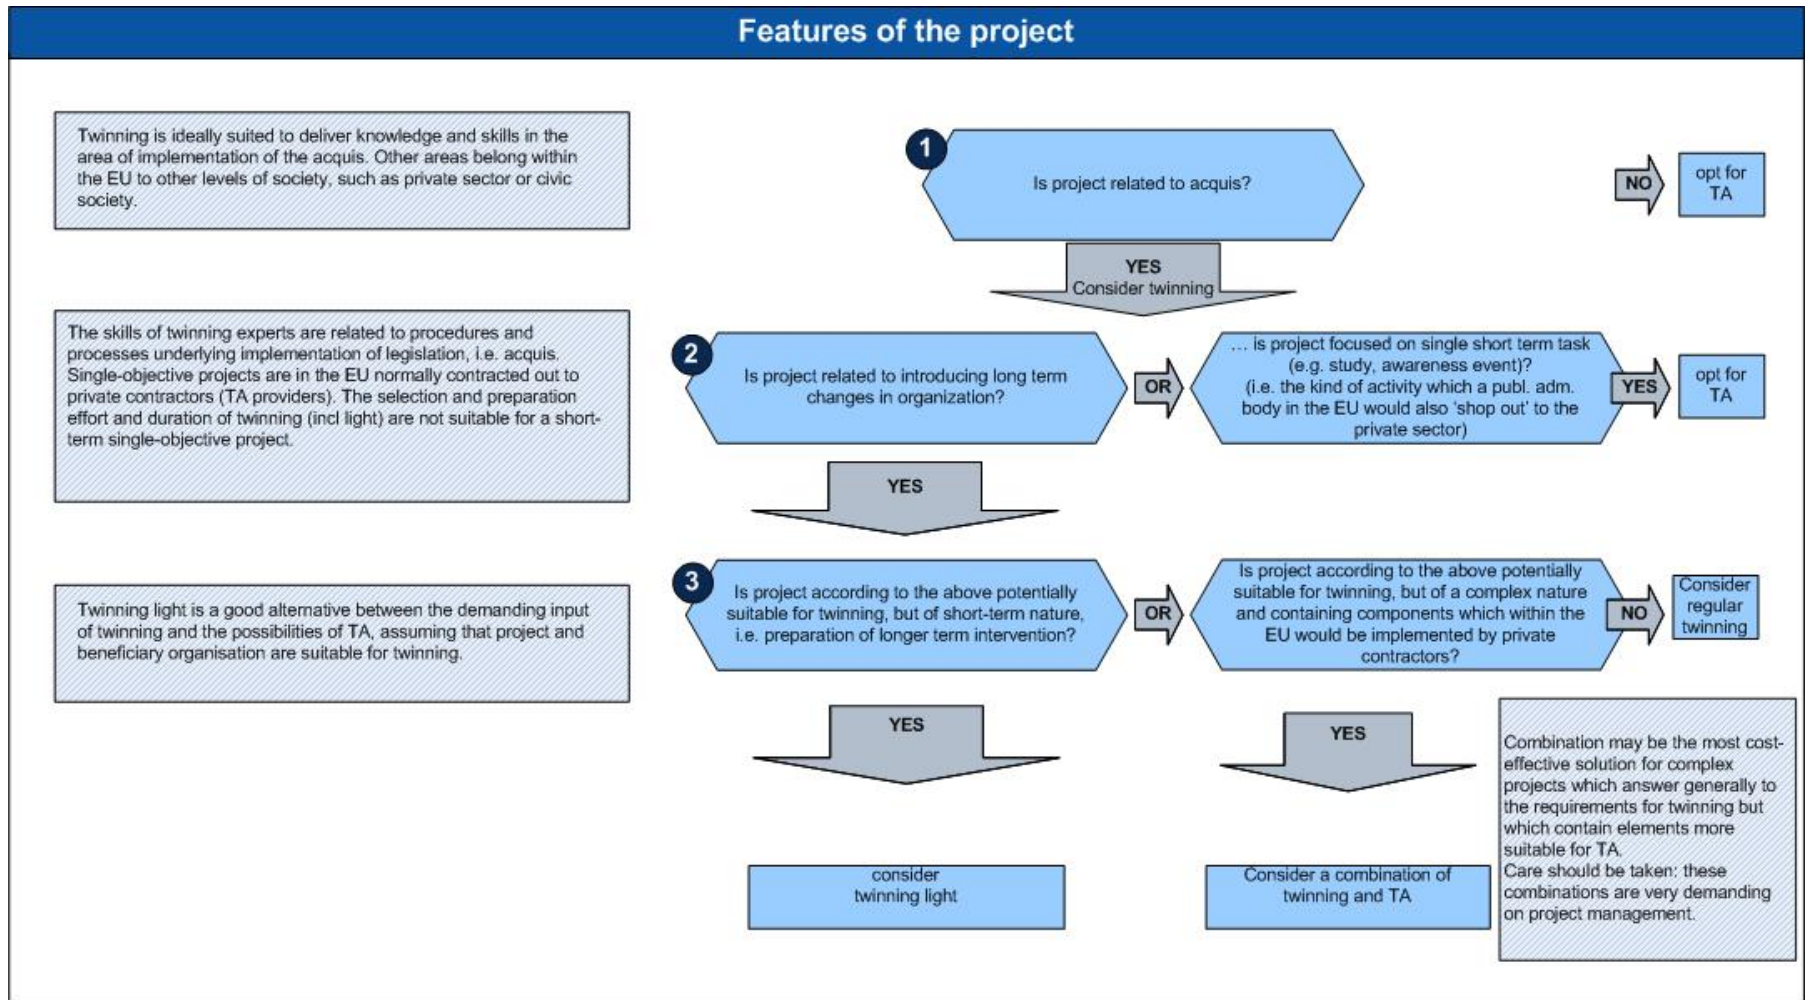 Features of the project
Twinning is ideally suited to deliver knowledge and skills in the
area of implementation of the acquis. Other areas belong within
the EU to other levels of society, such as private sector or civic
society.
1
Is project related to acquis?
NO
opt for
TA
YES
Consider twinning
The skills of twinning experts are related to procedures and
processes underlying implementation of legislation, i.e. acquis.
Single-objective projects are in the EU normally contracted out to
private contractors (TA providers). The selection and preparation
effort and duration of twinning (incl light) are not suitable for a short-
term single-objective project.
2
Is project related to introducing long term
changes in organization?
OR
... is project focused on single short term task
(e.g. study, awareness event)?
(i.e. the kind of activity which a publ. adm.
body in the EU would also ‘shop out’ to the
private sector)
YES
opt for
TA
YES
Twinning light is a good alternative between the demanding input
of twinning and the possibilities of TA, assuming that project and
beneficiary organisation are suitable for twinning.
3
Is project according to the above potentially
suitable for twinning, but of short-term nature,
i.e. preparation of longer term intervention?
OR
Is project according to the above potentially
suitable for twinning, but of a complex nature
and containing components which within the
EU would be implemented by private
contractors?
NO
Consider
regular
twinning
YES
YES
consider
twinning light
Consider a combination of
twinning and TA
Combination may be the most cost-
effective solution for complex
projects which answer generally to
the requirements for twinning but
which contain elements more
suitable for TA.
Care should be taken: these
combinations are very demanding
on project management.